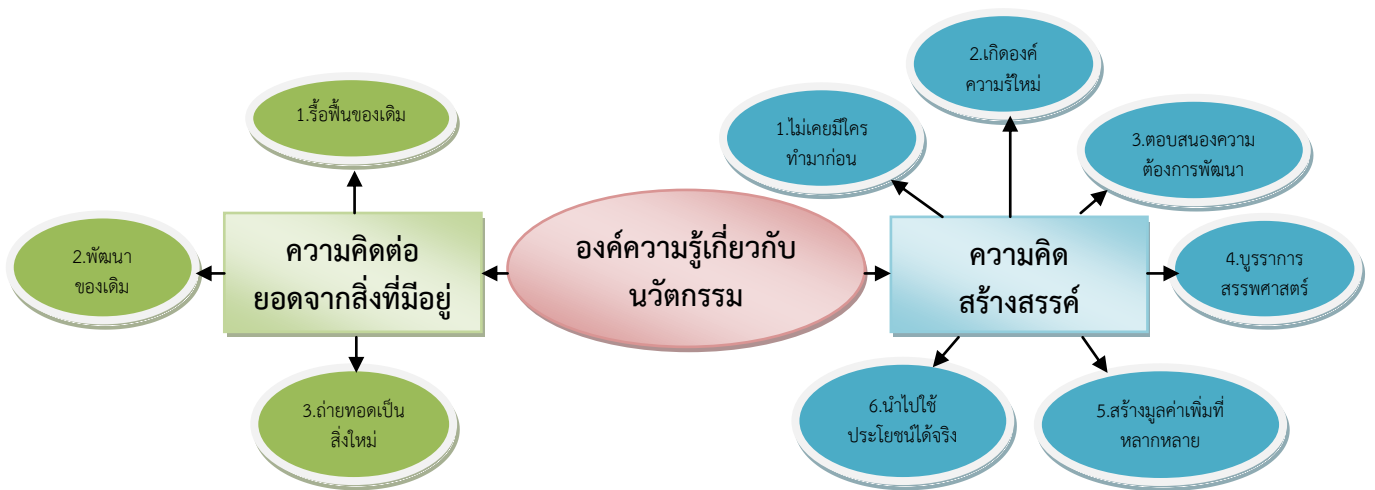 1.รื้อฟื้นของเดิม
2.พัฒนา
ของเดิม
ความคิดต่อ
ยอดจากสิ่งที่มีอยู่
3.ถ่ายทอดเป็น
สิ่งใหม่
องค์ความรู้เกี่ยวกับ
นวัตกรรม
ความคิด
สร้างสรรค์
1.ไม่เคยมีใคร
ทำมาก่อน
2.เกิดองค์
ความรู้ใหม่
3.ตอบสนองความ
ต้องการพัฒนา
4.บูรราการ
สรรพศาสตร์
5.สร้างมูลค่าเพิ่มที่
หลากหลาย
6.นำไปใช้
ประโยชน์ได้จริง